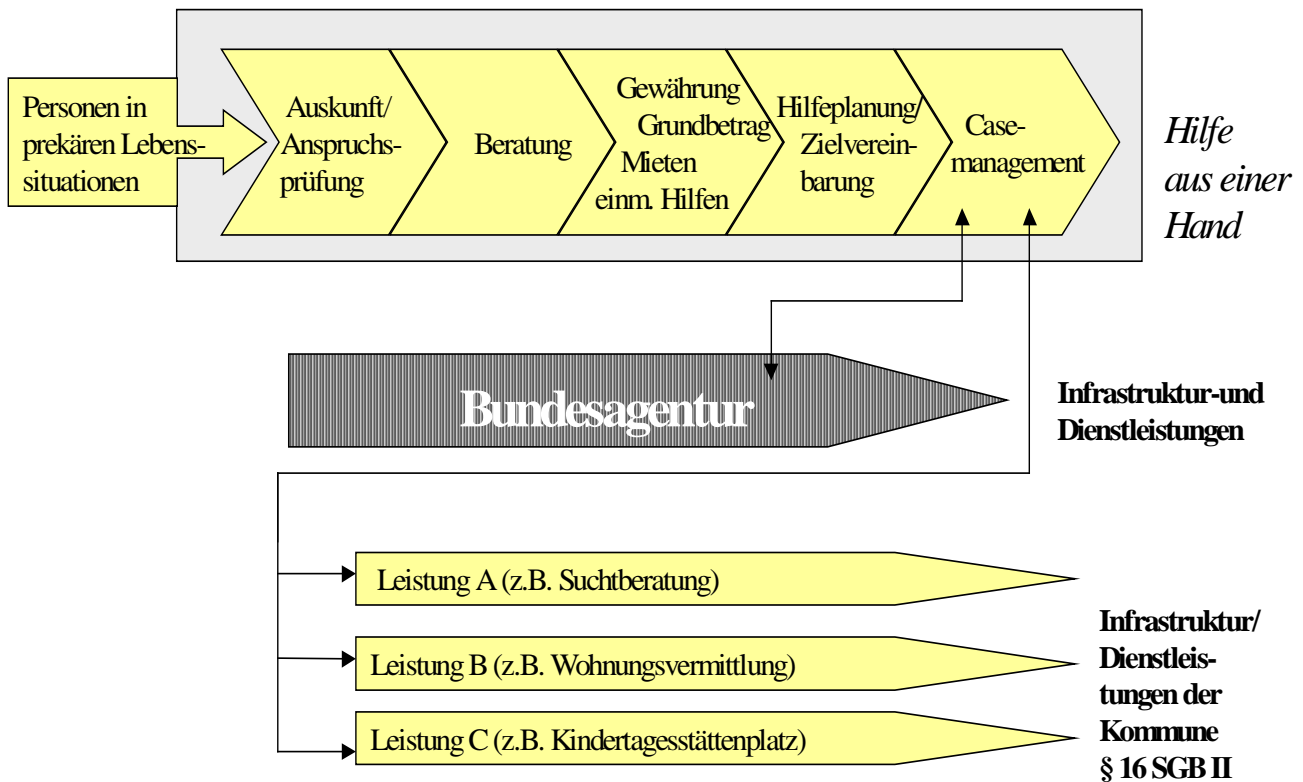 Personen in
prekären Lebens-
situationen
Auskunft/
Anspruchs-
prüfung
Beratung
Gewährung
Grundbetrag
Mieten
einm. Hilfen
Hilfeplanung/
Zielverein-
barung
Case-
management
Hilfe
aus einer
Hand
Bundesagentur
Infrastruktur-und
Dienstleistungen
Leistung A (z.B. Suchtberatung)
Leistung B (z.B. Wohnungsvermittlung)
Leistung C (z.B. Kindertagesstättenplatz)
Infrastruktur/
Dienstleis-
tungen der
Kommune
§ 16 SGB II